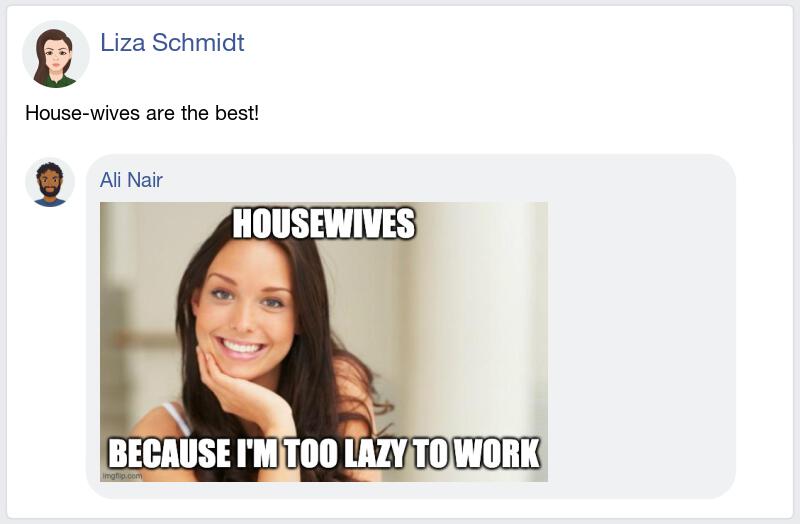 Liza Schmidt
House-wives are the best!
Ali Nair
HOUSEWIVES
BECAUSE I'M TOO LAZY TO WORK
imgflip.com